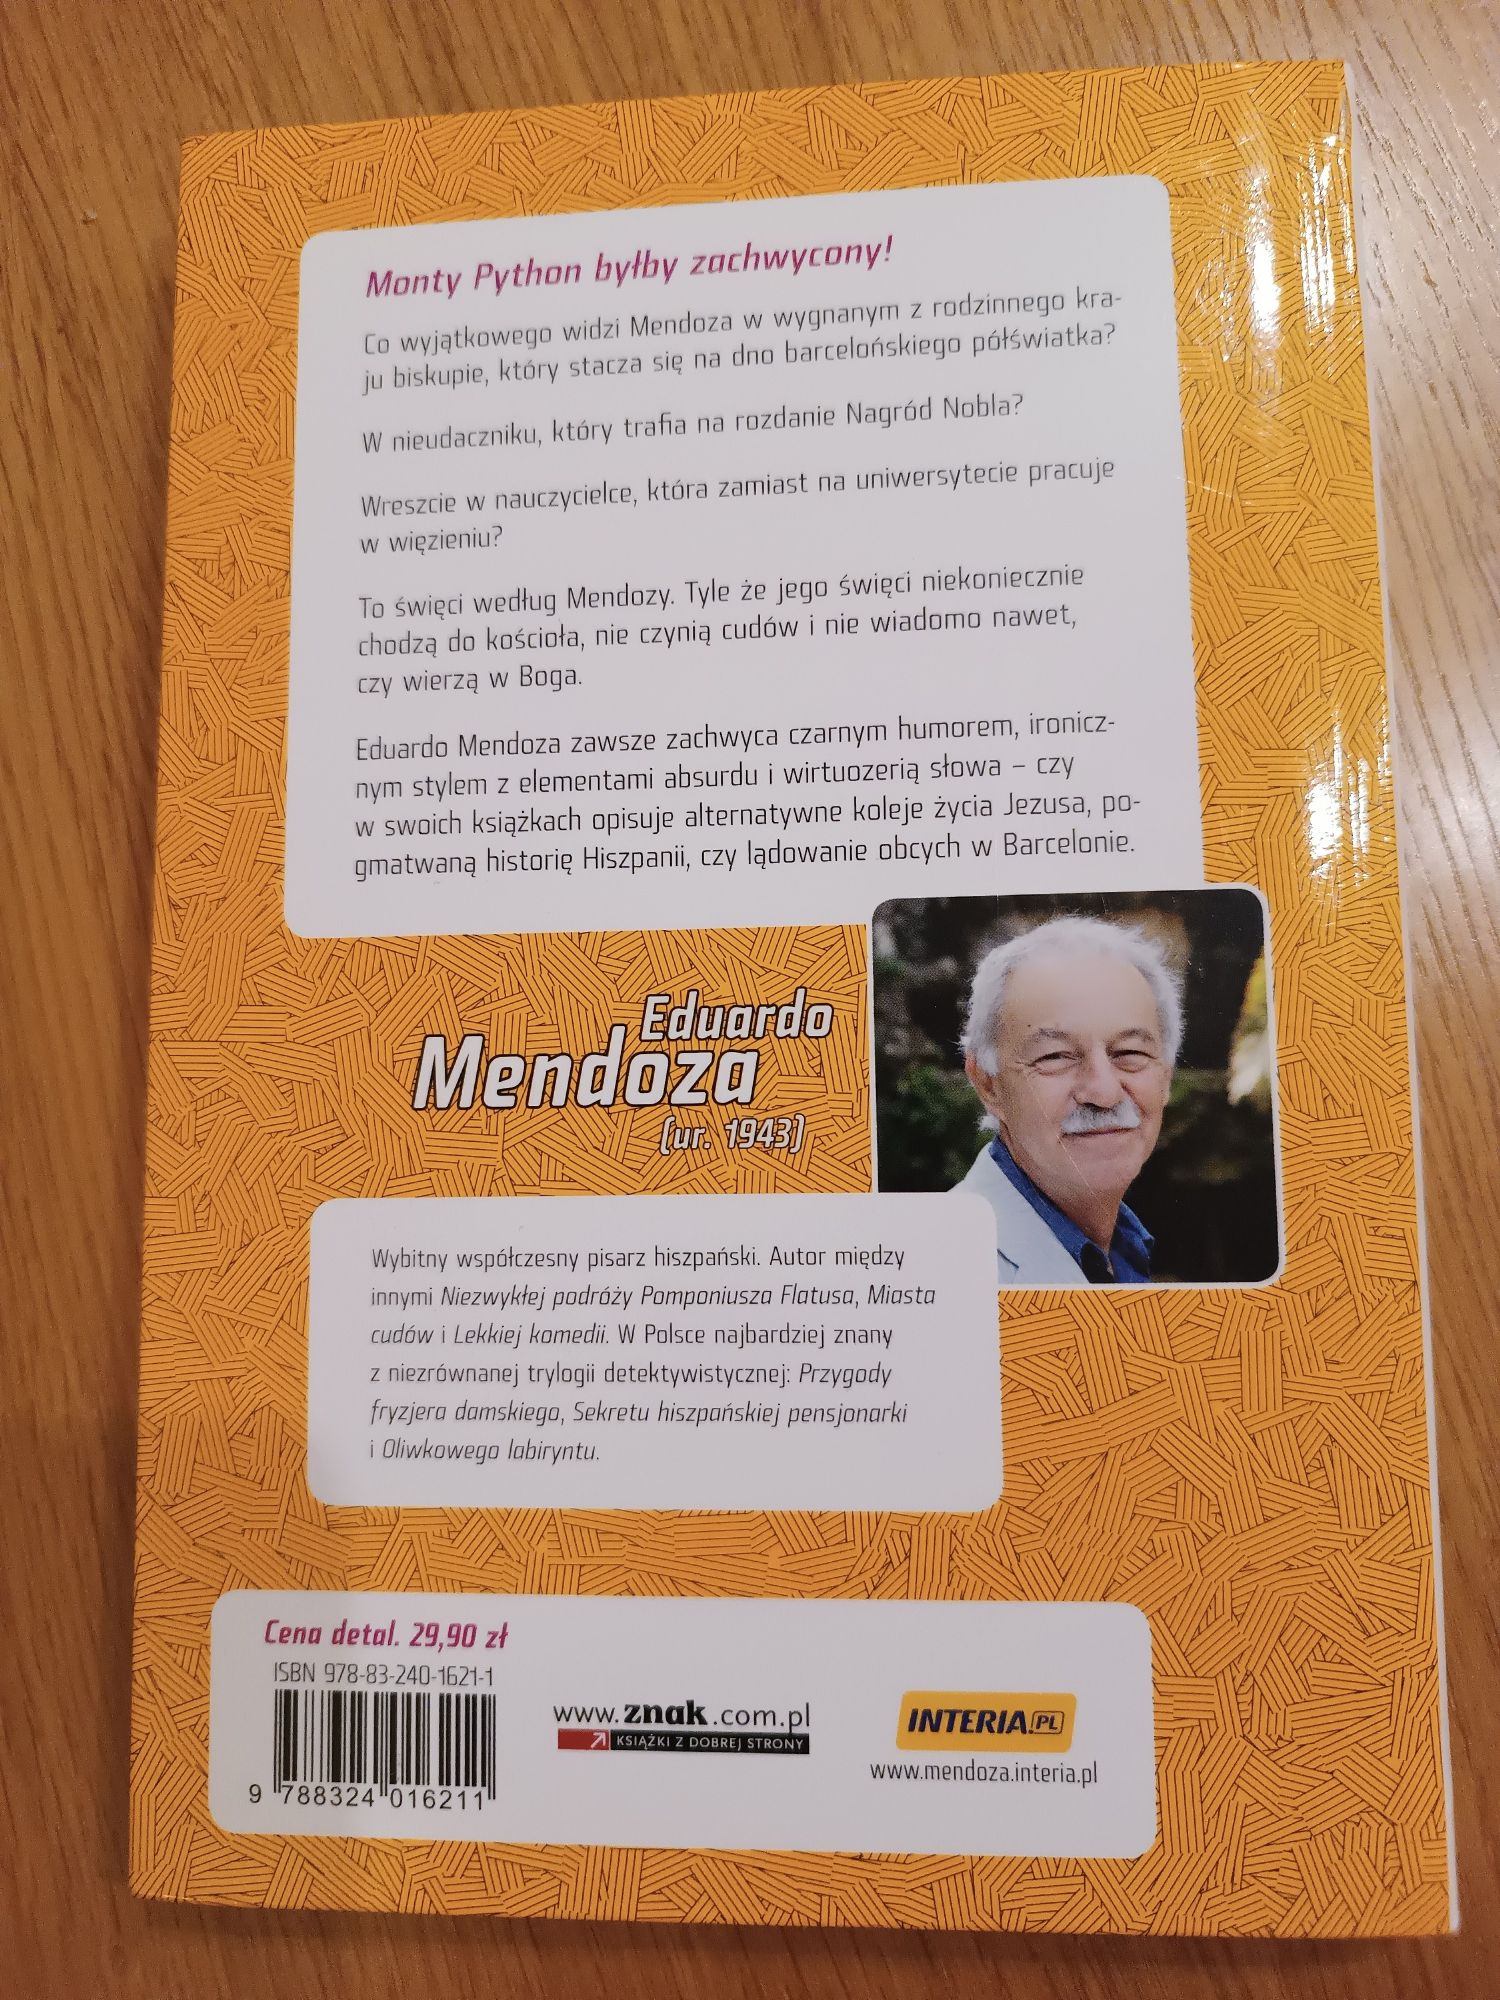 Monty Python byłby zachwycony!
Co wyjątkowego widzi Mendoza w wygnanym z rodzinnego kra-
ju biskupie, który stacza się na dno barcelońskiego półświatka?
W nieudaczniku, który trafia na rozdanie Nagród Nobla?
Wreszcie w nauczycielce, która zamiast na uniwersytecie pracuje
w więzieniu?
To święci według Mendozy. Tyle że jego święci niekoniecznie
chodzą do kościoła, nie czynią cudów i nie wiadomo nawet,
czy wierzą w Boga.
Eduardo Mendoza zawsze zachwyca czarnym humorem, ironicz-
nym stylem z elementami absurdu i wirtuozerią słowa – czy
w swoich książkach opisuje alternatywne koleje życia Jezusa, po-
gmatwaną historię Hiszpanii, czy lądowanie obcych w Barcelonie.
Eduardo
Mendoza
(ur. 1943)
Wybitny współczesny pisarz hiszpański. Autor między
innymi Niezwykłej podróży Pomponiusza Flatusa, Miasta
cudów i Lekkiej komedii. W Polsce najbardziej znany
z niezrównanej trylogii detektywistycznej: Przygody
fryzjera damskiego, Sekretu hiszpańskiej pensjonarki
i Oliwkowego labiryntu.
Cena detal. 29,90 zł
ISBN 978-83-240-1621-1
9 788324 016211
www.znak.com.pl
KSIĄŻKI Z DOBREJ STRONY
INTERIA.PL
www.mendoza.interia.pl